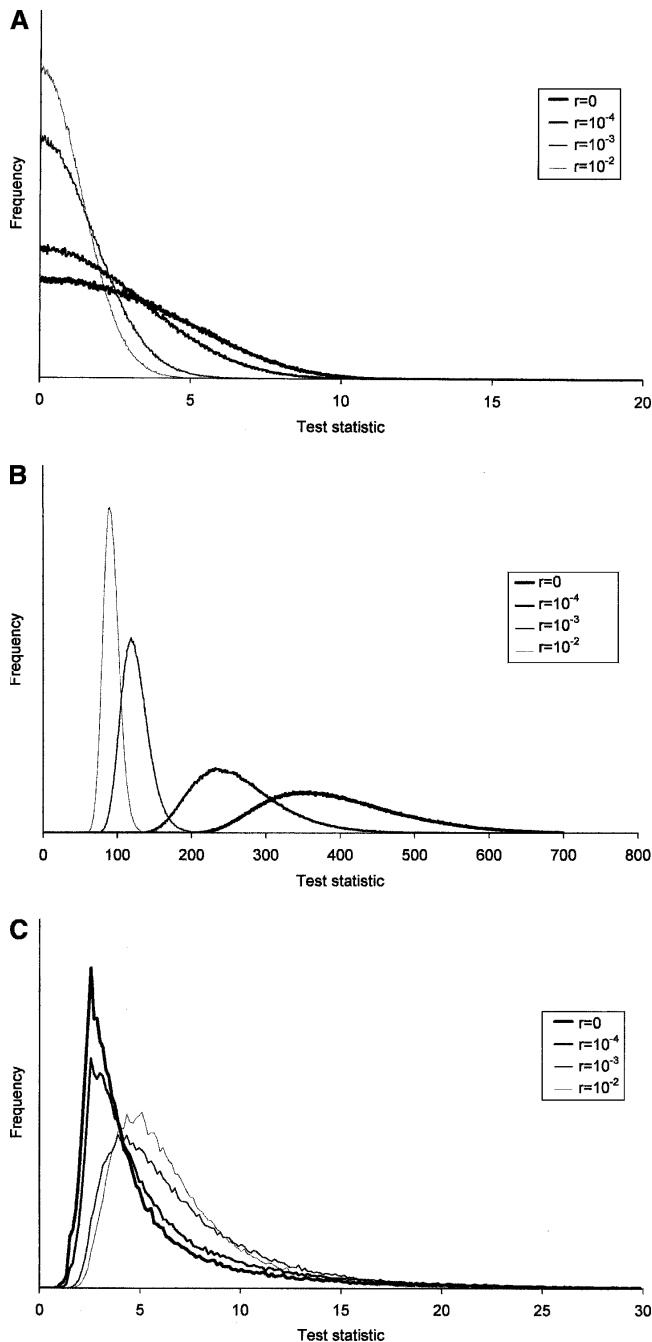 A
Frequency
r=0
r=10⁻⁴
r=10⁻³
r=10⁻²
0 5 10 15 20
Test statistic
B
Frequency
r=0
r=10⁻⁴
r=10⁻³
r=10⁻²
0 100 200 300 400 500 600 700 800
Test statistic
C
Frequency
r=0
r=10⁻⁴
r=10⁻³
r=10⁻²
0 5 10 15 20 25 30
Test statistic